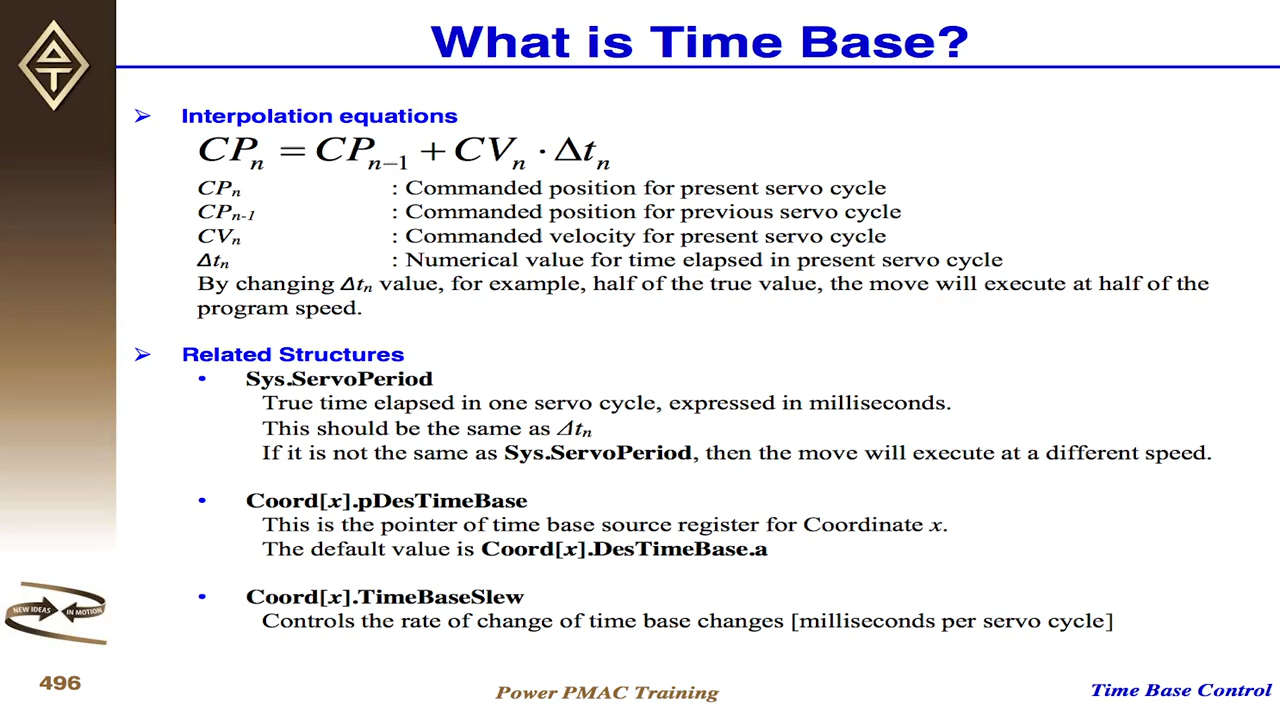 What is Time Base?
➢ Interpolation equations
CPₙ = CPₙ₋₁ + CVₙ · Δtₙ
CPₙ : Commanded position for present servo cycle
CPₙ₋₁ : Commanded position for previous servo cycle
CVₙ : Commanded velocity for present servo cycle
Δtₙ : Numerical value for time elapsed in present servo cycle
By changing Δtₙ value, for example, half of the true value, the move will execute at half of the
program speed.
➢ Related Structures
• Sys.ServoPeriod
True time elapsed in one servo cycle, expressed in milliseconds.
This should be the same as Δtₙ
If it is not the same as Sys.ServoPeriod, then the move will execute at a different speed.
• Coord[x].pDesTimeBase
This is the pointer of time base source register for Coordinate x.
The default value is Coord[x].DesTimeBase.a
• Coord[x].TimeBaseSlew
Controls the rate of change of time base changes [milliseconds per servo cycle]
NEW IDEAS IN MOTION
496
Power PMAC Training
Time Base Control